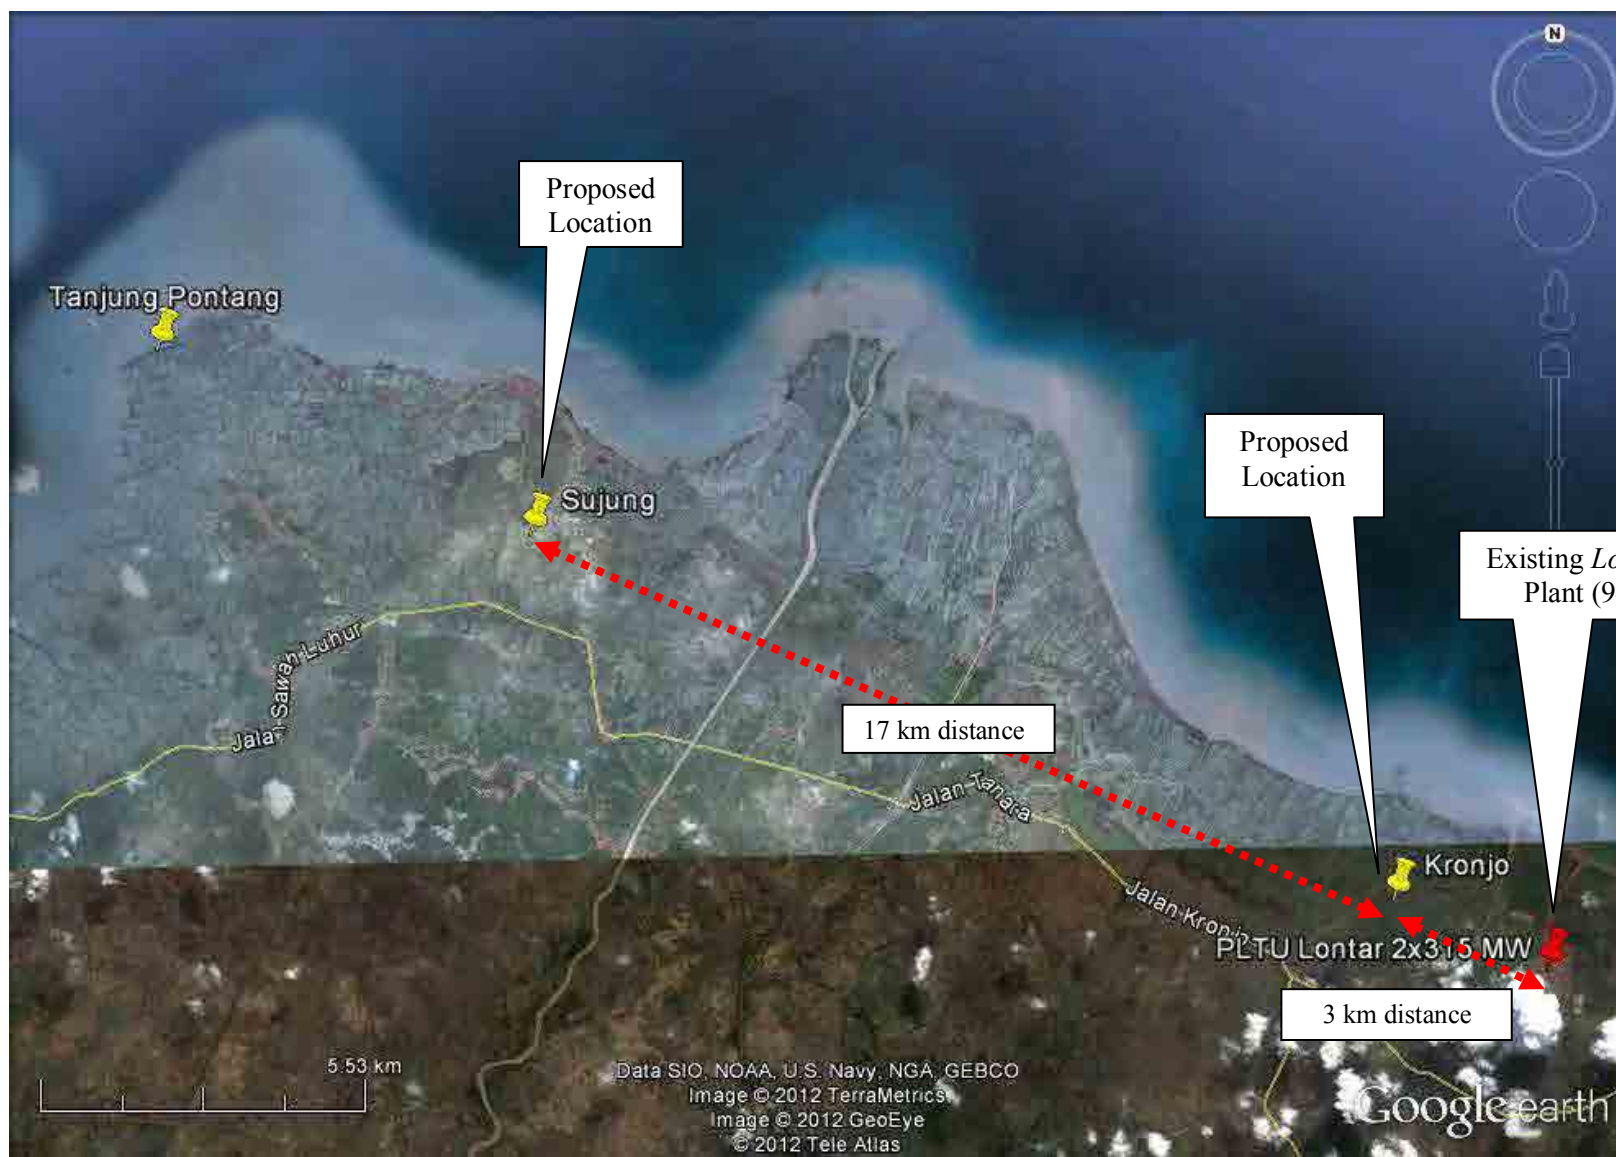 N
Proposed
Location
Tanjung Pontang
Sujung
Proposed
Location
Existing
Plant (9
Jalan Sawah Luhur
17 km distance
Jalan Tanara
Kronjo
Jalan Kronjo
PLTU Lontar 2x315 MW
3 km distance
5.53 km
Data SIO, NOAA, U.S. Navy, NGA, GEBCO
Image © 2012 TerraMetrics
Image © 2012 GeoEye
© 2012 Tele Atlas
Google earth